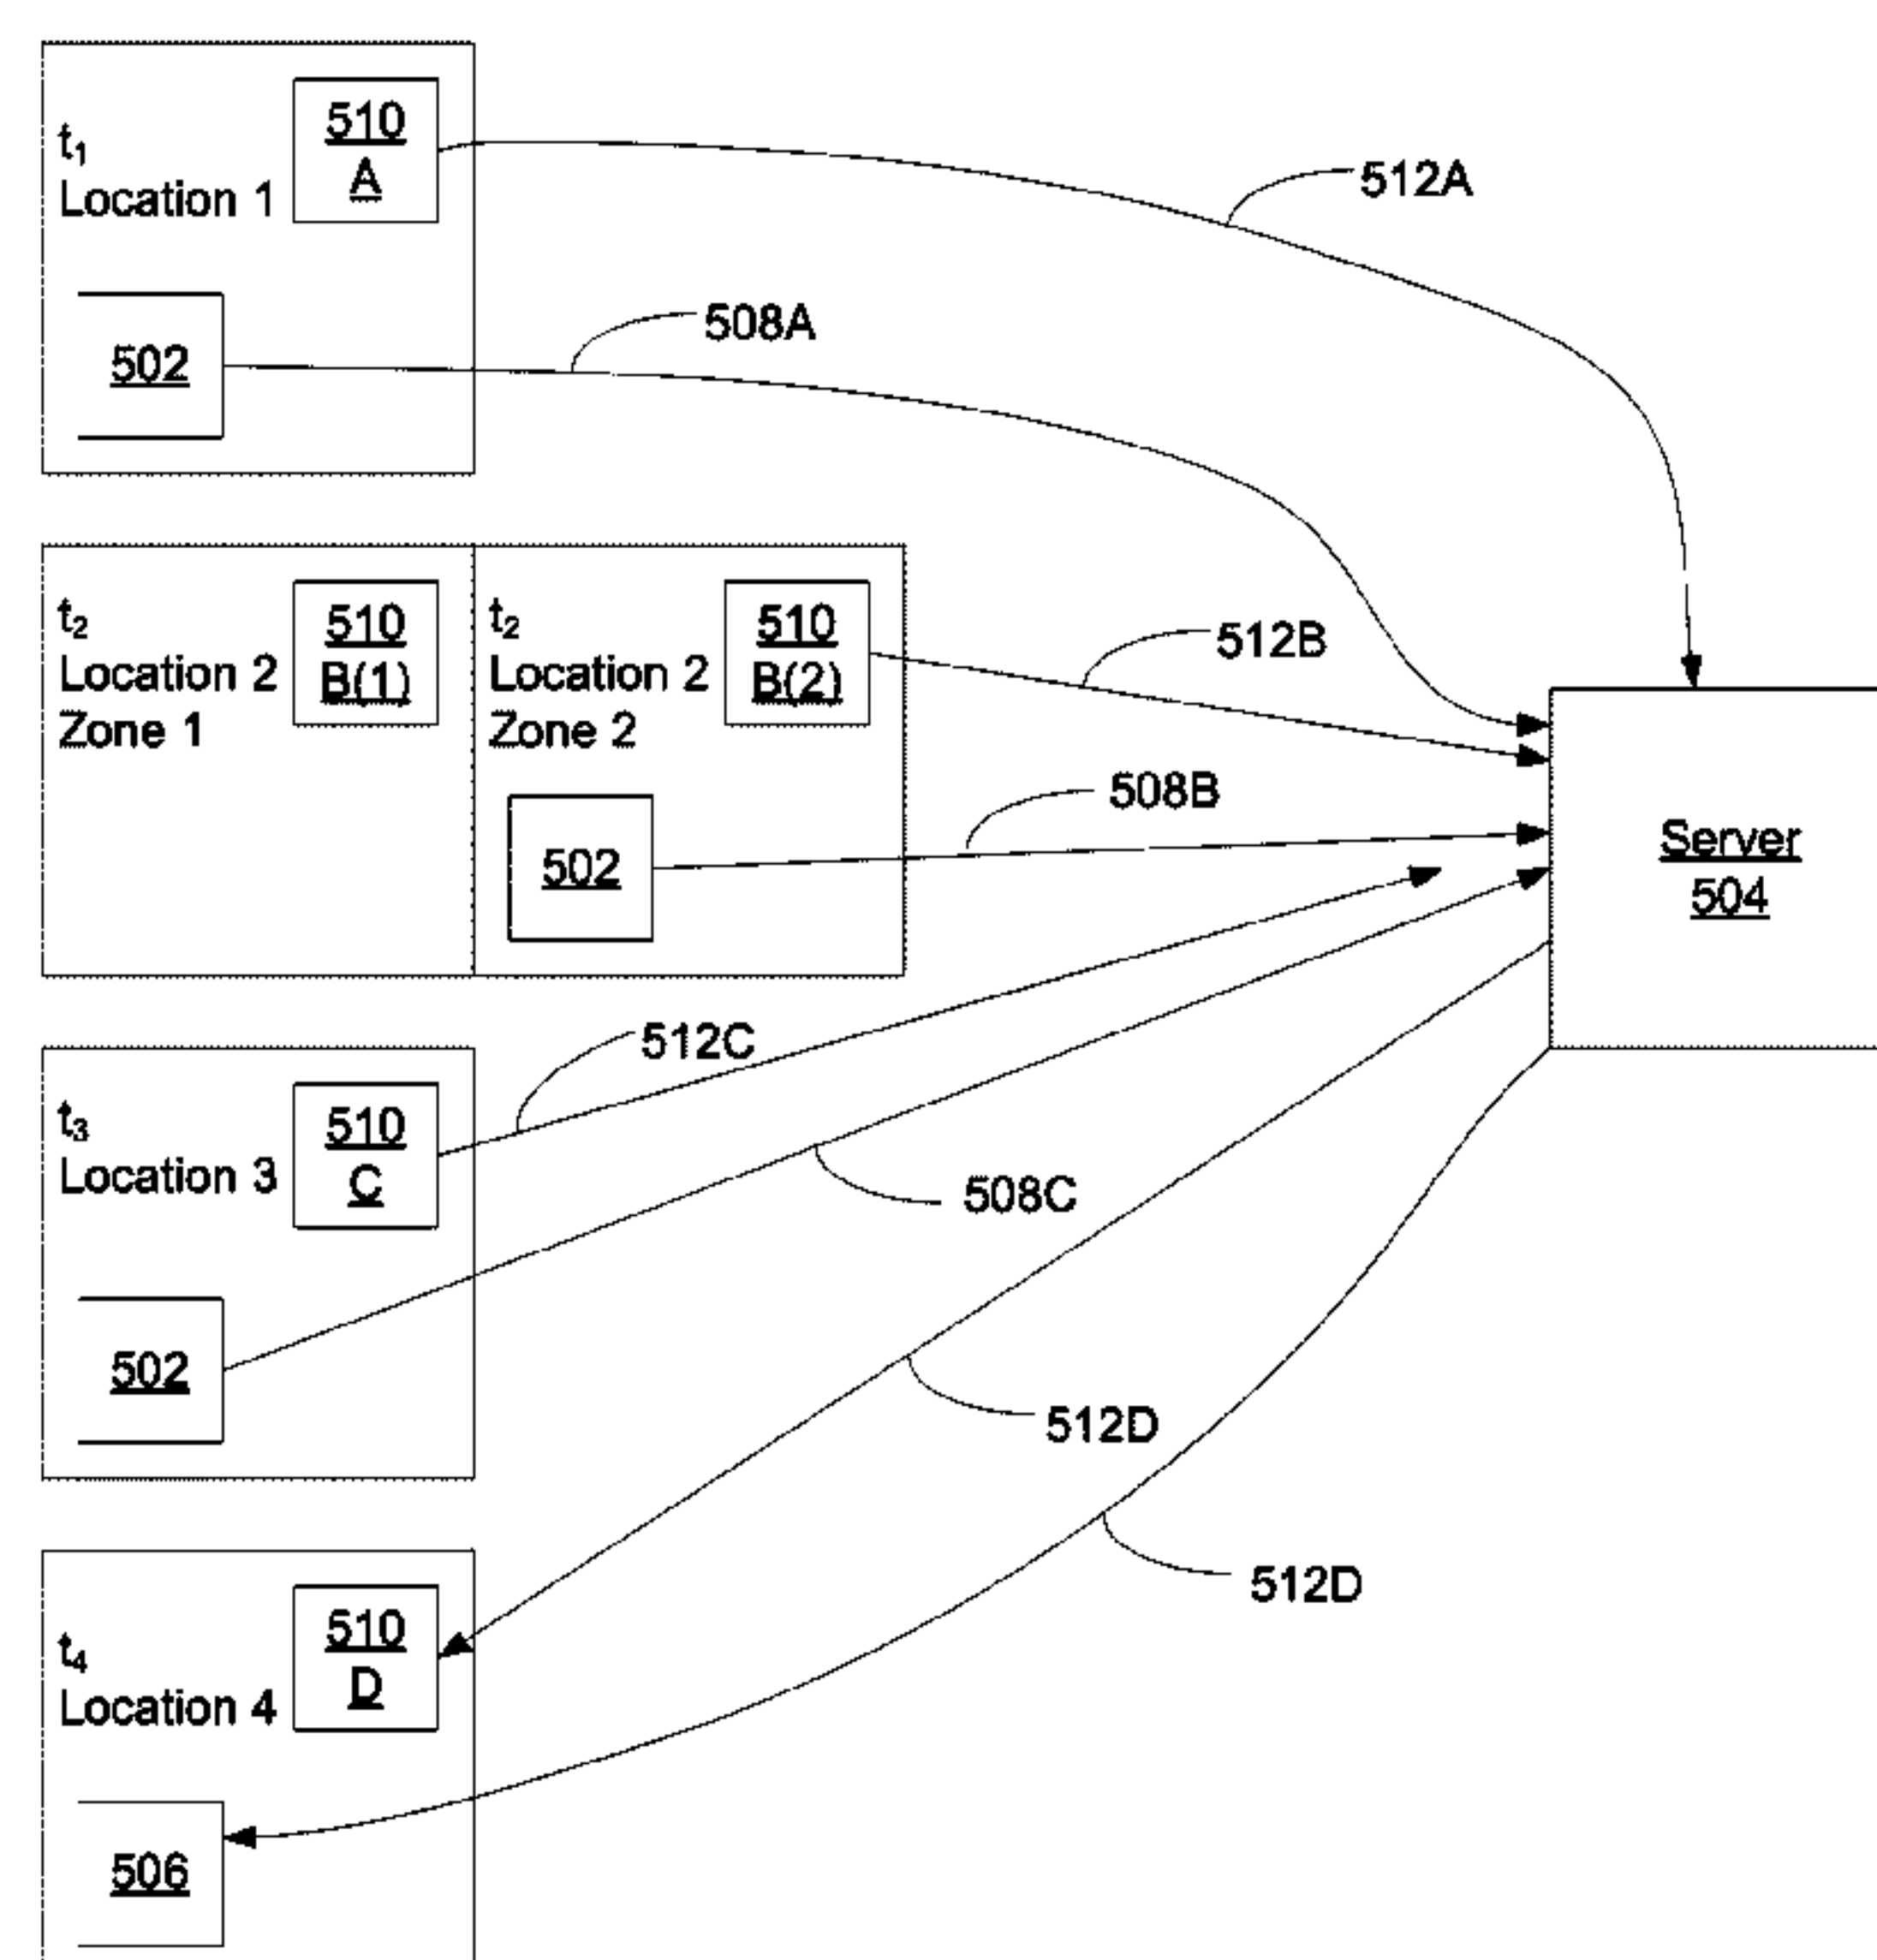 510
A
t1
Location 1
512A
502
508A
t2
Location 2
Zone 1
510
B(1)
t2
Location 2
Zone 2
510
B(2)
512B
502
508B
Server
504
t3
Location 3
510
C
512C
502
508C
512D
t4
Location 4
510
D
512D
506